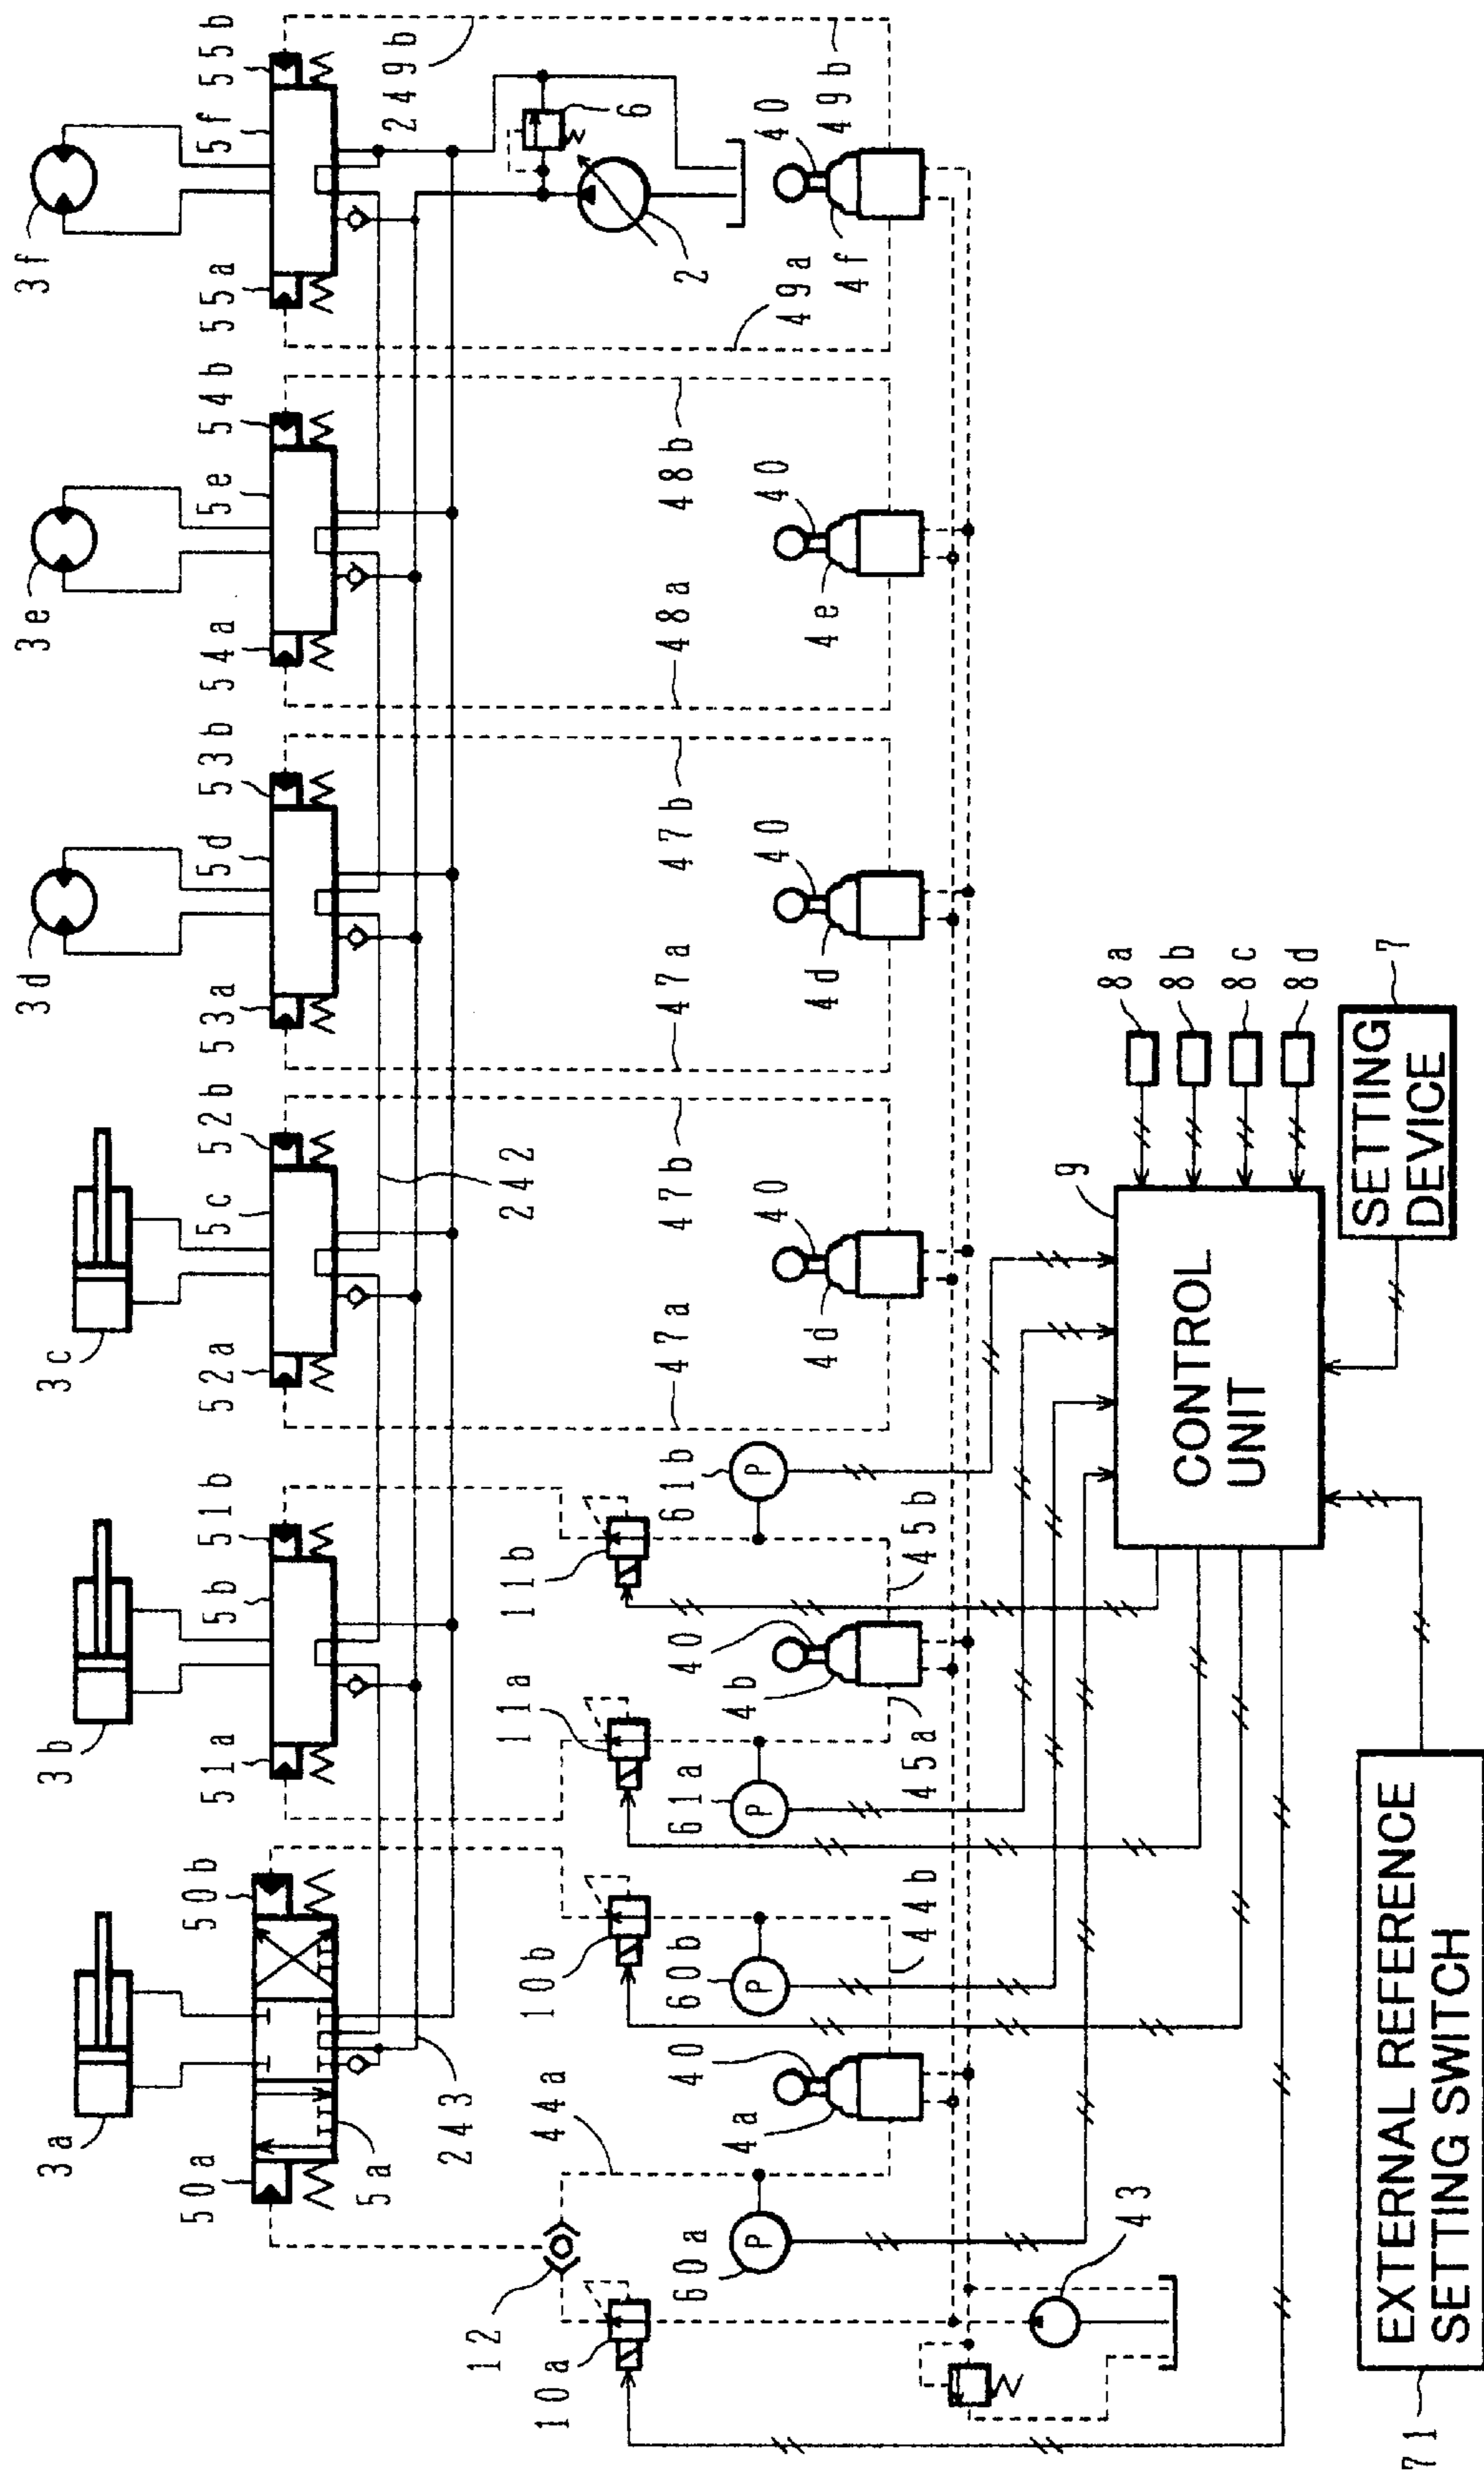 3a 3b 3c 3d 3e 3f
50a 50b 51a 5b 51b 52a 5c 52b 53a 5d 53b 54a 5e 54b 55a 5f 55b
5a 249b
243 242
12 10a 44a 10b 11a 11b 6
60a P 60b P 61a P 61b P
47a 47b 47a 47b 48a 48b 2
40 40 40 40 40 40
4a 4b 4d 4d 4e 4f 49a 49b
44b 45a 45b
43 9
8a
8b
8c
8d
CONTROL
UNIT
SETTING
DEVICE
7
EXTERNAL REFERENCE
SETTING SWITCH
71